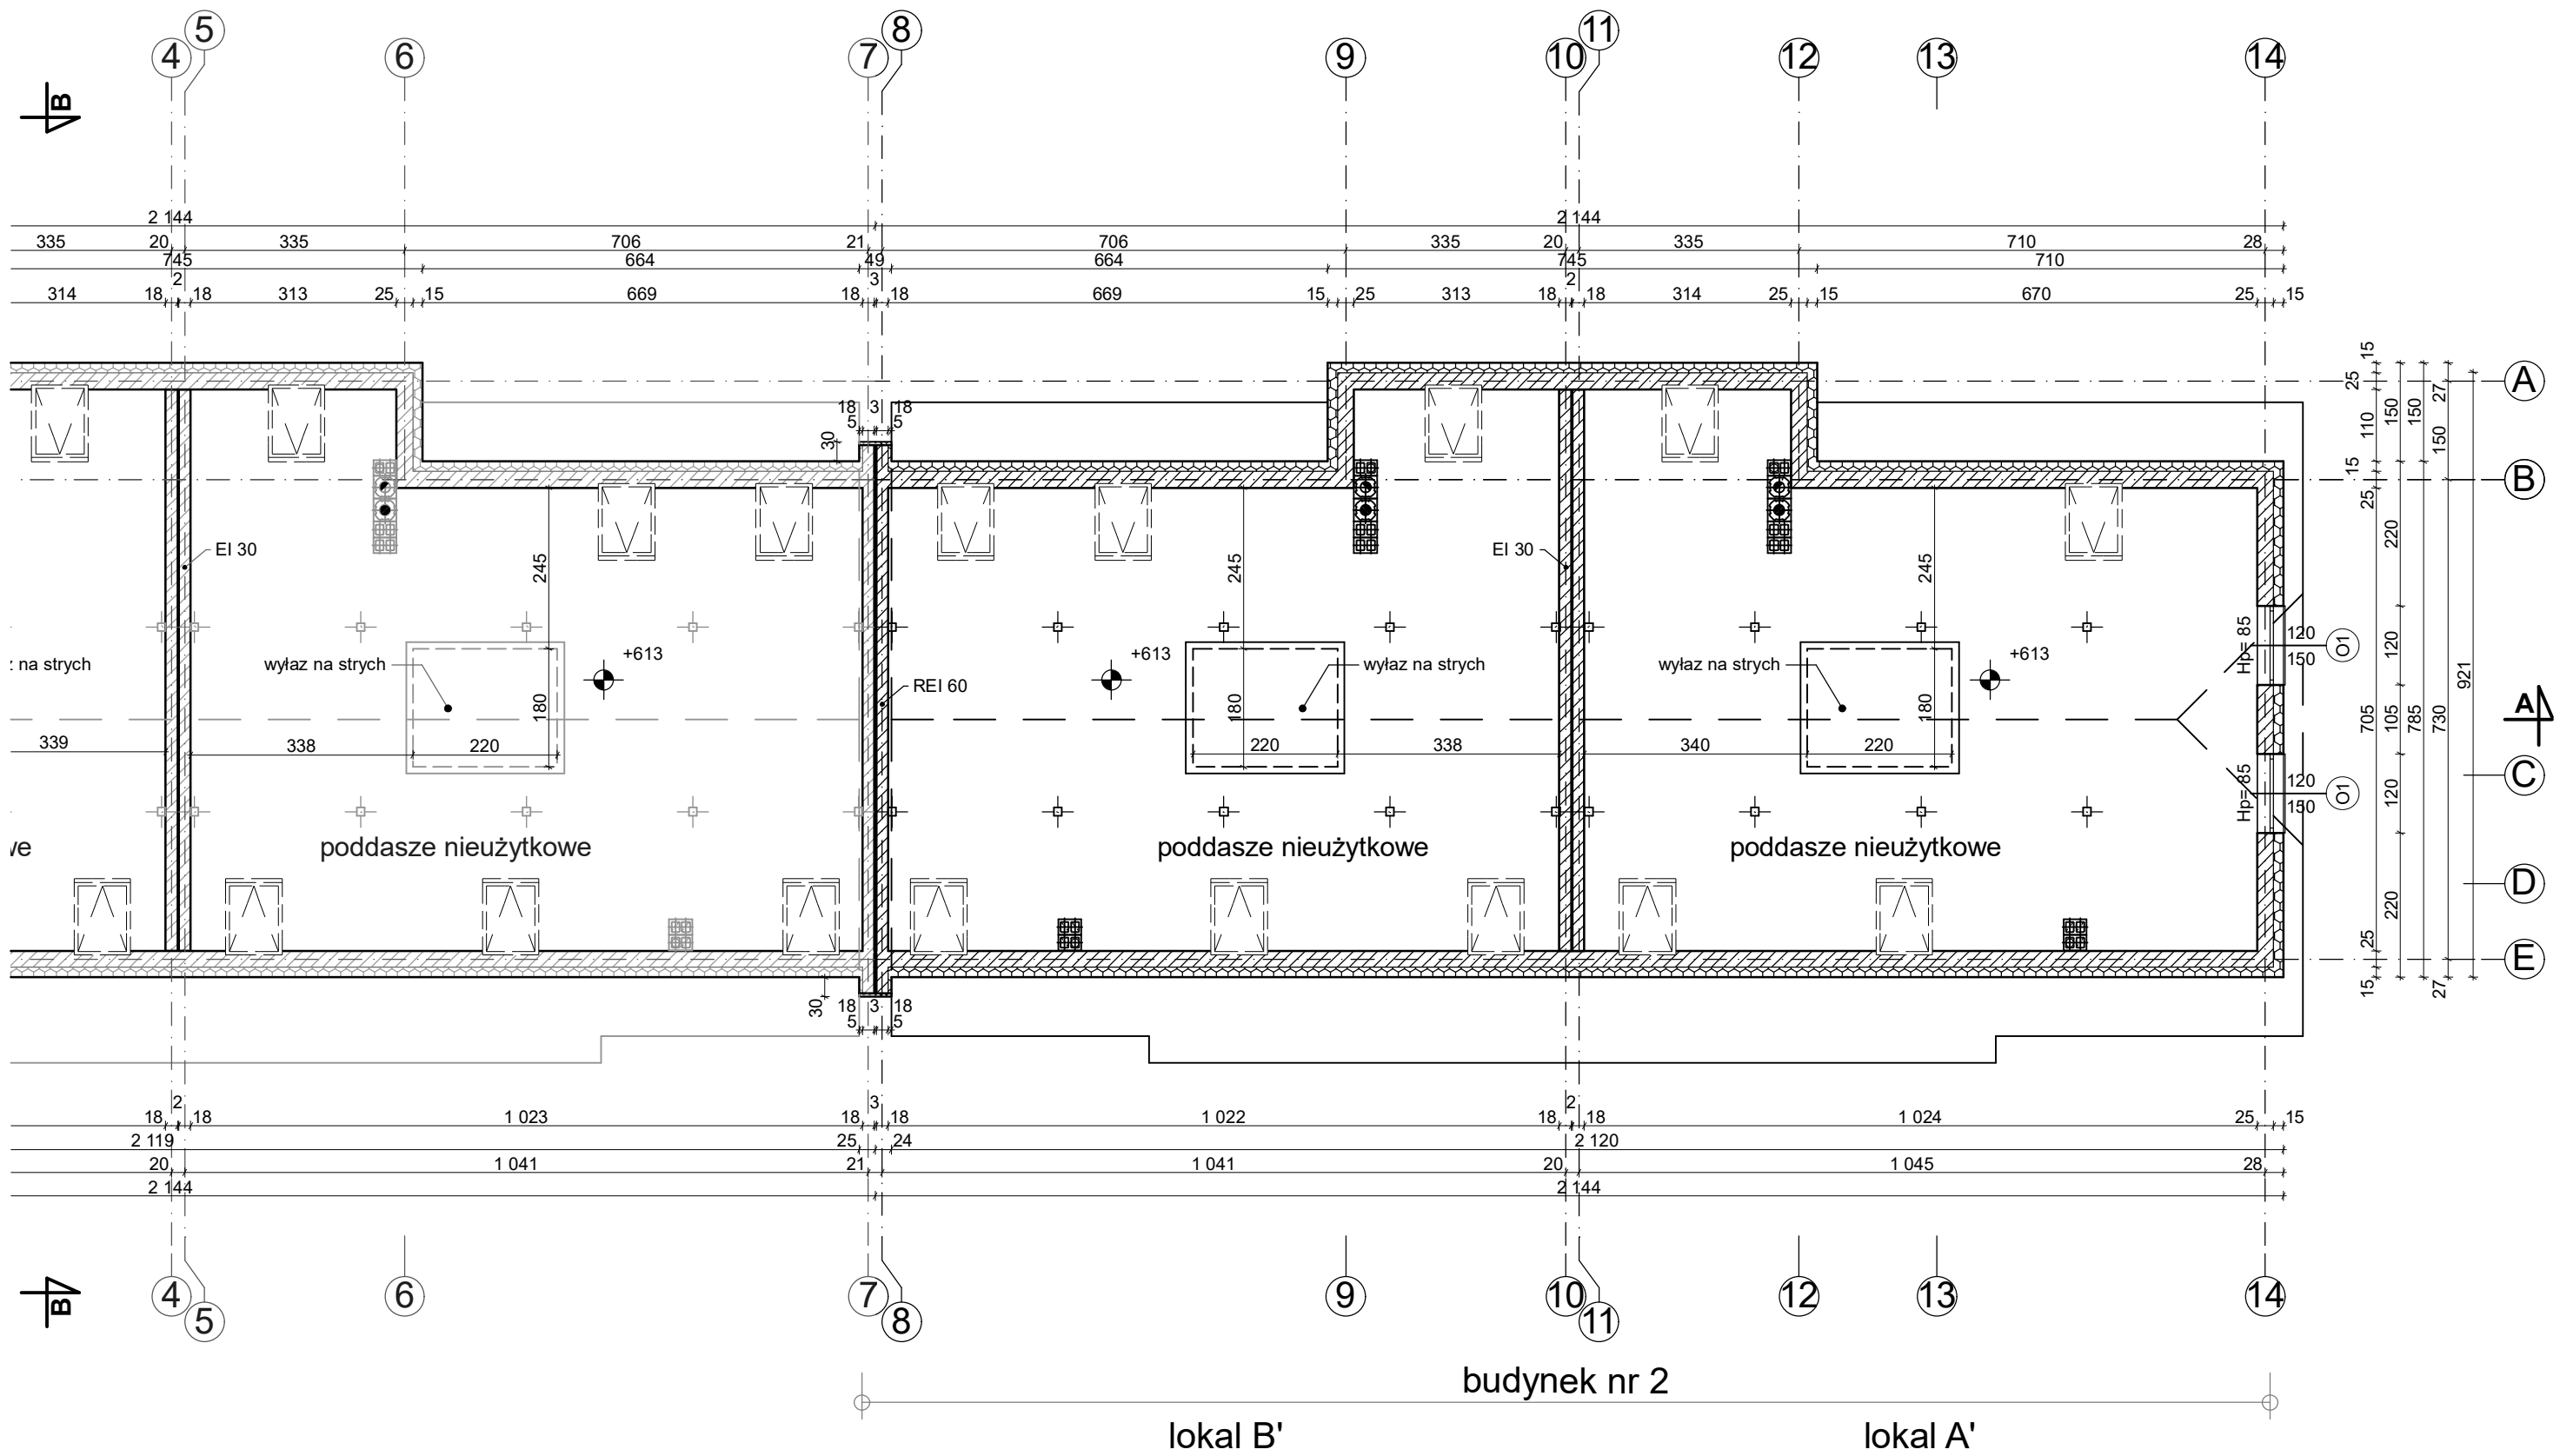 5 8 11
4 6 7 9 10 12 13 14
B
2 144 2 144
335 20 335 706 21 706 335 20 335 710 28
745 664 49 664 745 710
2 3 2
314 18 18 313 25 15 669 18 18 669 15 25 313 18 18 314 25 15 670 25 15
15
A
25 27
18 3 18
5 5
110 150 150
30
150
15
B
25
220
EI 30 EI 30
245 245 245
Hp= 85 120 O1
150
120
+613 +613 +613
z na strych wyłaz na strych wyłaz na strych wyłaz na strych
921
REI 60
180 180 180
A
705 105 785 730
339 338 220 220 338 340 220
C
Hp= 85 120 O1
150
120
we poddasze nieużytkowe poddasze nieużytkowe poddasze nieużytkowe
D
220
25
E
15 27
30
18 3 18
5 5
2 3 2
18 18 1 023 18 18 1 022 18 18 1 024 25 15
2 119 25 24 2 120
20 1 041 21 1 041 20 1 045 28
2 144 2 144
B
4 6 7 9 10 12 13 14
5 8 11
budynek nr 2
lokal B' lokal A'